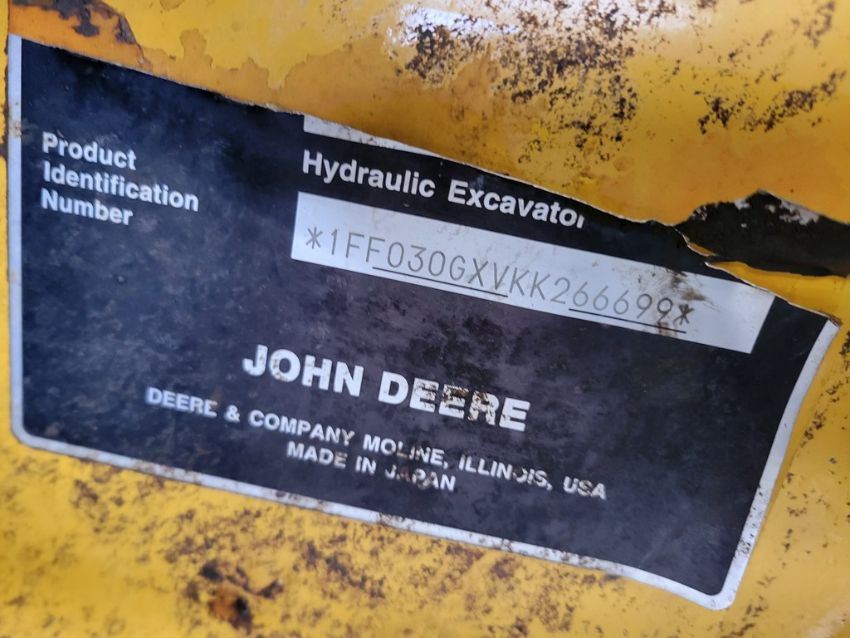 Product
Identification
Number
Hydraulic Excavator
*1FF030GXVKK266699*
JOHN DEERE
DEERE & COMPANY MOLINE, ILLINOIS, USA
MADE IN JAPAN